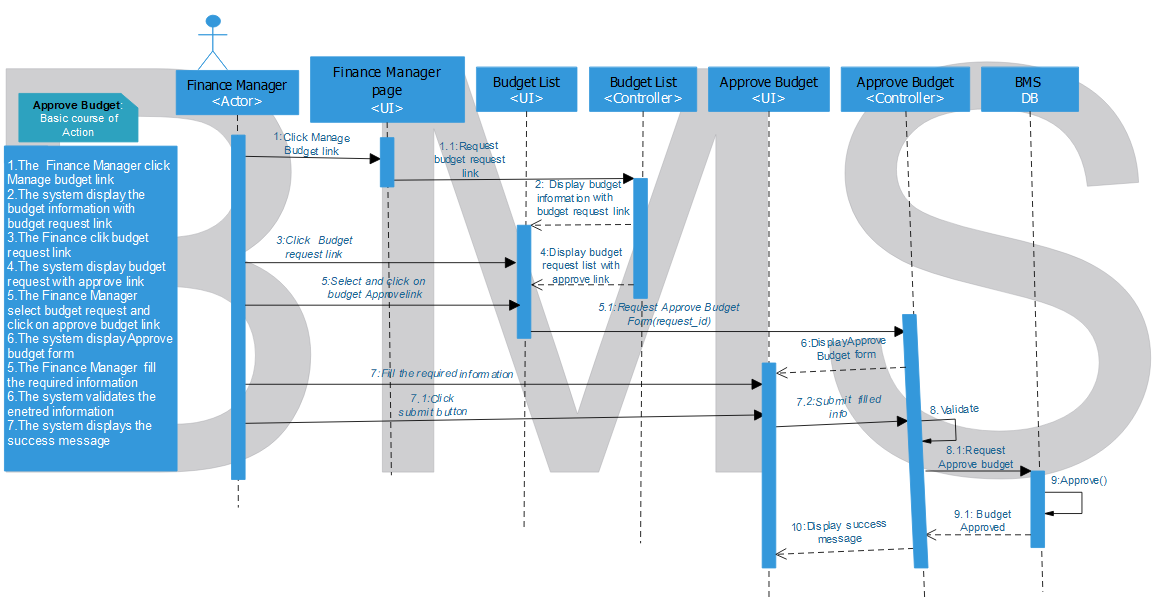 BMS
Finance Manager
<Actor>
Finance Manager
page
<UI>
Budget List
<UI>
Budget List
<Controller>
Approve Budget
<UI>
Approve Budget
<Controller>
BMS
DB
Approve Budget:
Basic course of
Action
1.The Finance Manager click
Manage budget link
2.The system display the
budget information with
budget request link
3.The Finance clik budget
request link
4.The system display budget
request with approve link
5.The Finance Manager
select budget request and
click on approve budget link
6.The system display Approve
budget form
5.The Finance Manager fill
the required information
6.The system validates the
enetred information
7.The system displays the
success message
1:Click Manage
Budget link
1.1:Request
budget request
link
2: Display budget
information with
budget request link
3:Click Budget
request link
4:Display budget
request list with
approve link
5:Select and click on
budget Approvelink
5.1:Request Approve Budget
Form(request_id)
6:DisplayApprove
Budget form
7:Fill the required information
7.1:Click
submit button
7.2:Submit filled
info
8.Validate
8.1:Request
Approve budget
9:Approve()
9.1: Budget
Approved
10:Display success
message